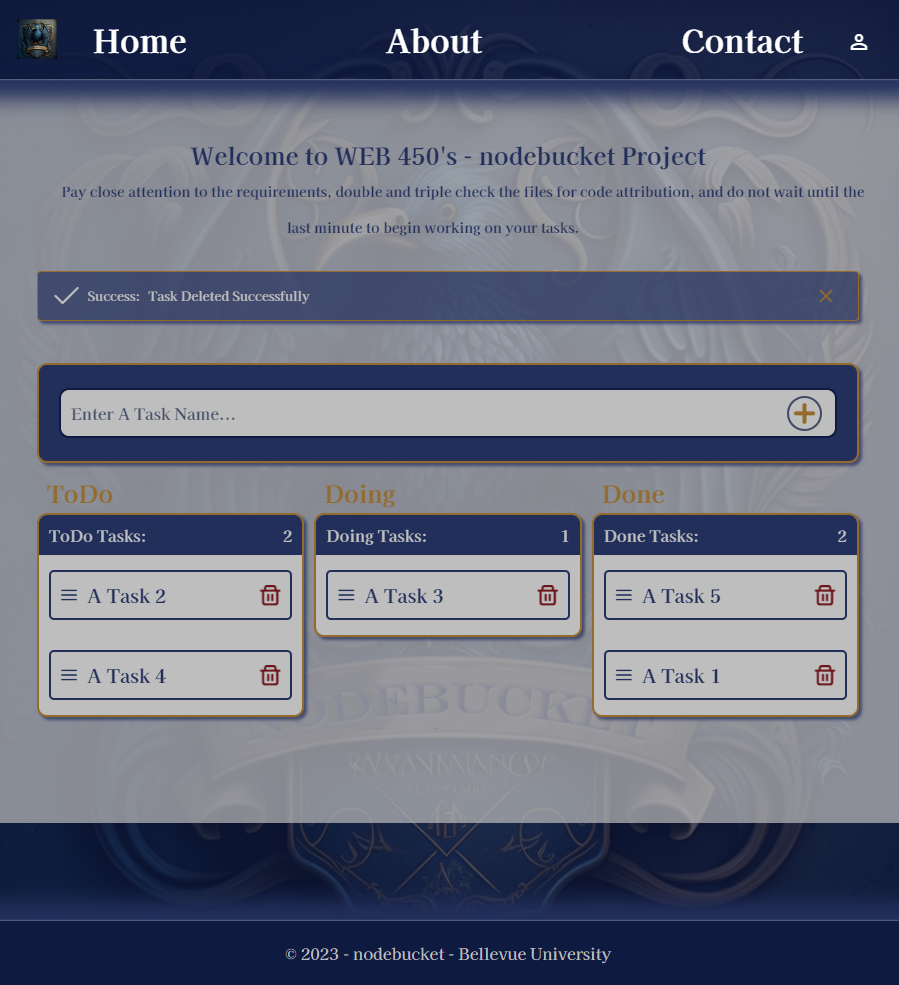 Home About Contact
Welcome to WEB 450's - nodebucket Project
Pay close attention to the requirements, double and triple check the files for code attribution, and do not wait until the
last minute to begin working on your tasks.
Success: Task Deleted Successfully
Enter A Task Name...
ToDo Doing Done
ToDo Tasks: 2 Doing Tasks: 1 Done Tasks: 2
A Task 2 A Task 3 A Task 5
A Task 4 A Task 1
NODEBUCKET
© 2023 - nodebucket - Bellevue University